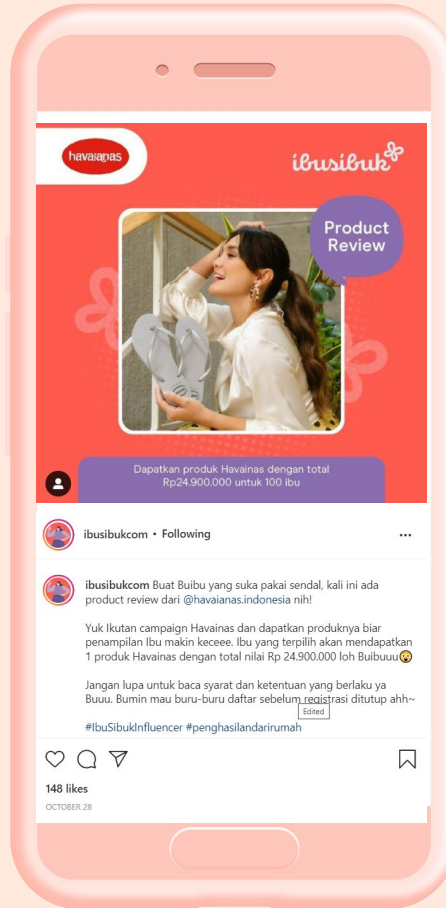 havaianas
ibusibuk
Product
Review
Dapatkan produk Havainas dengan total
Rp24.900.000 untuk 100 ibu
ibusibukcom • Following
ibusibukcom Buat Buibu yang suka pakai sendal, kali ini ada
product review dari @havaianas.indonesia nih!
Yuk Ikutan campaign Havainas dan dapatkan produknya biar
penampilan Ibu makin keceee. Ibu yang terpilih akan mendapatkan
1 produk Havainas dengan total nilai Rp 24.900.000 loh Buibuuu😲
Jangan lupa untuk baca syarat dan ketentuan yang berlaku ya
Buuu. Bumin mau buru-buru daftar sebelum registrasi ditutup ahh~
Edited
#IbuSibukInfluencer #penghasilandarirumah
148 likes
OCTOBER 28